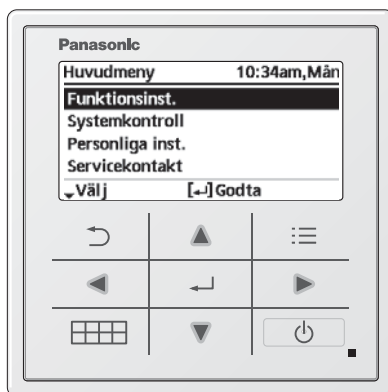 Panasonic
Huvudmeny 10:34am,Mån
Funktionsinst.
Systemkontroll
Personliga inst.
Servicekontakt
Välj [↵]Godta